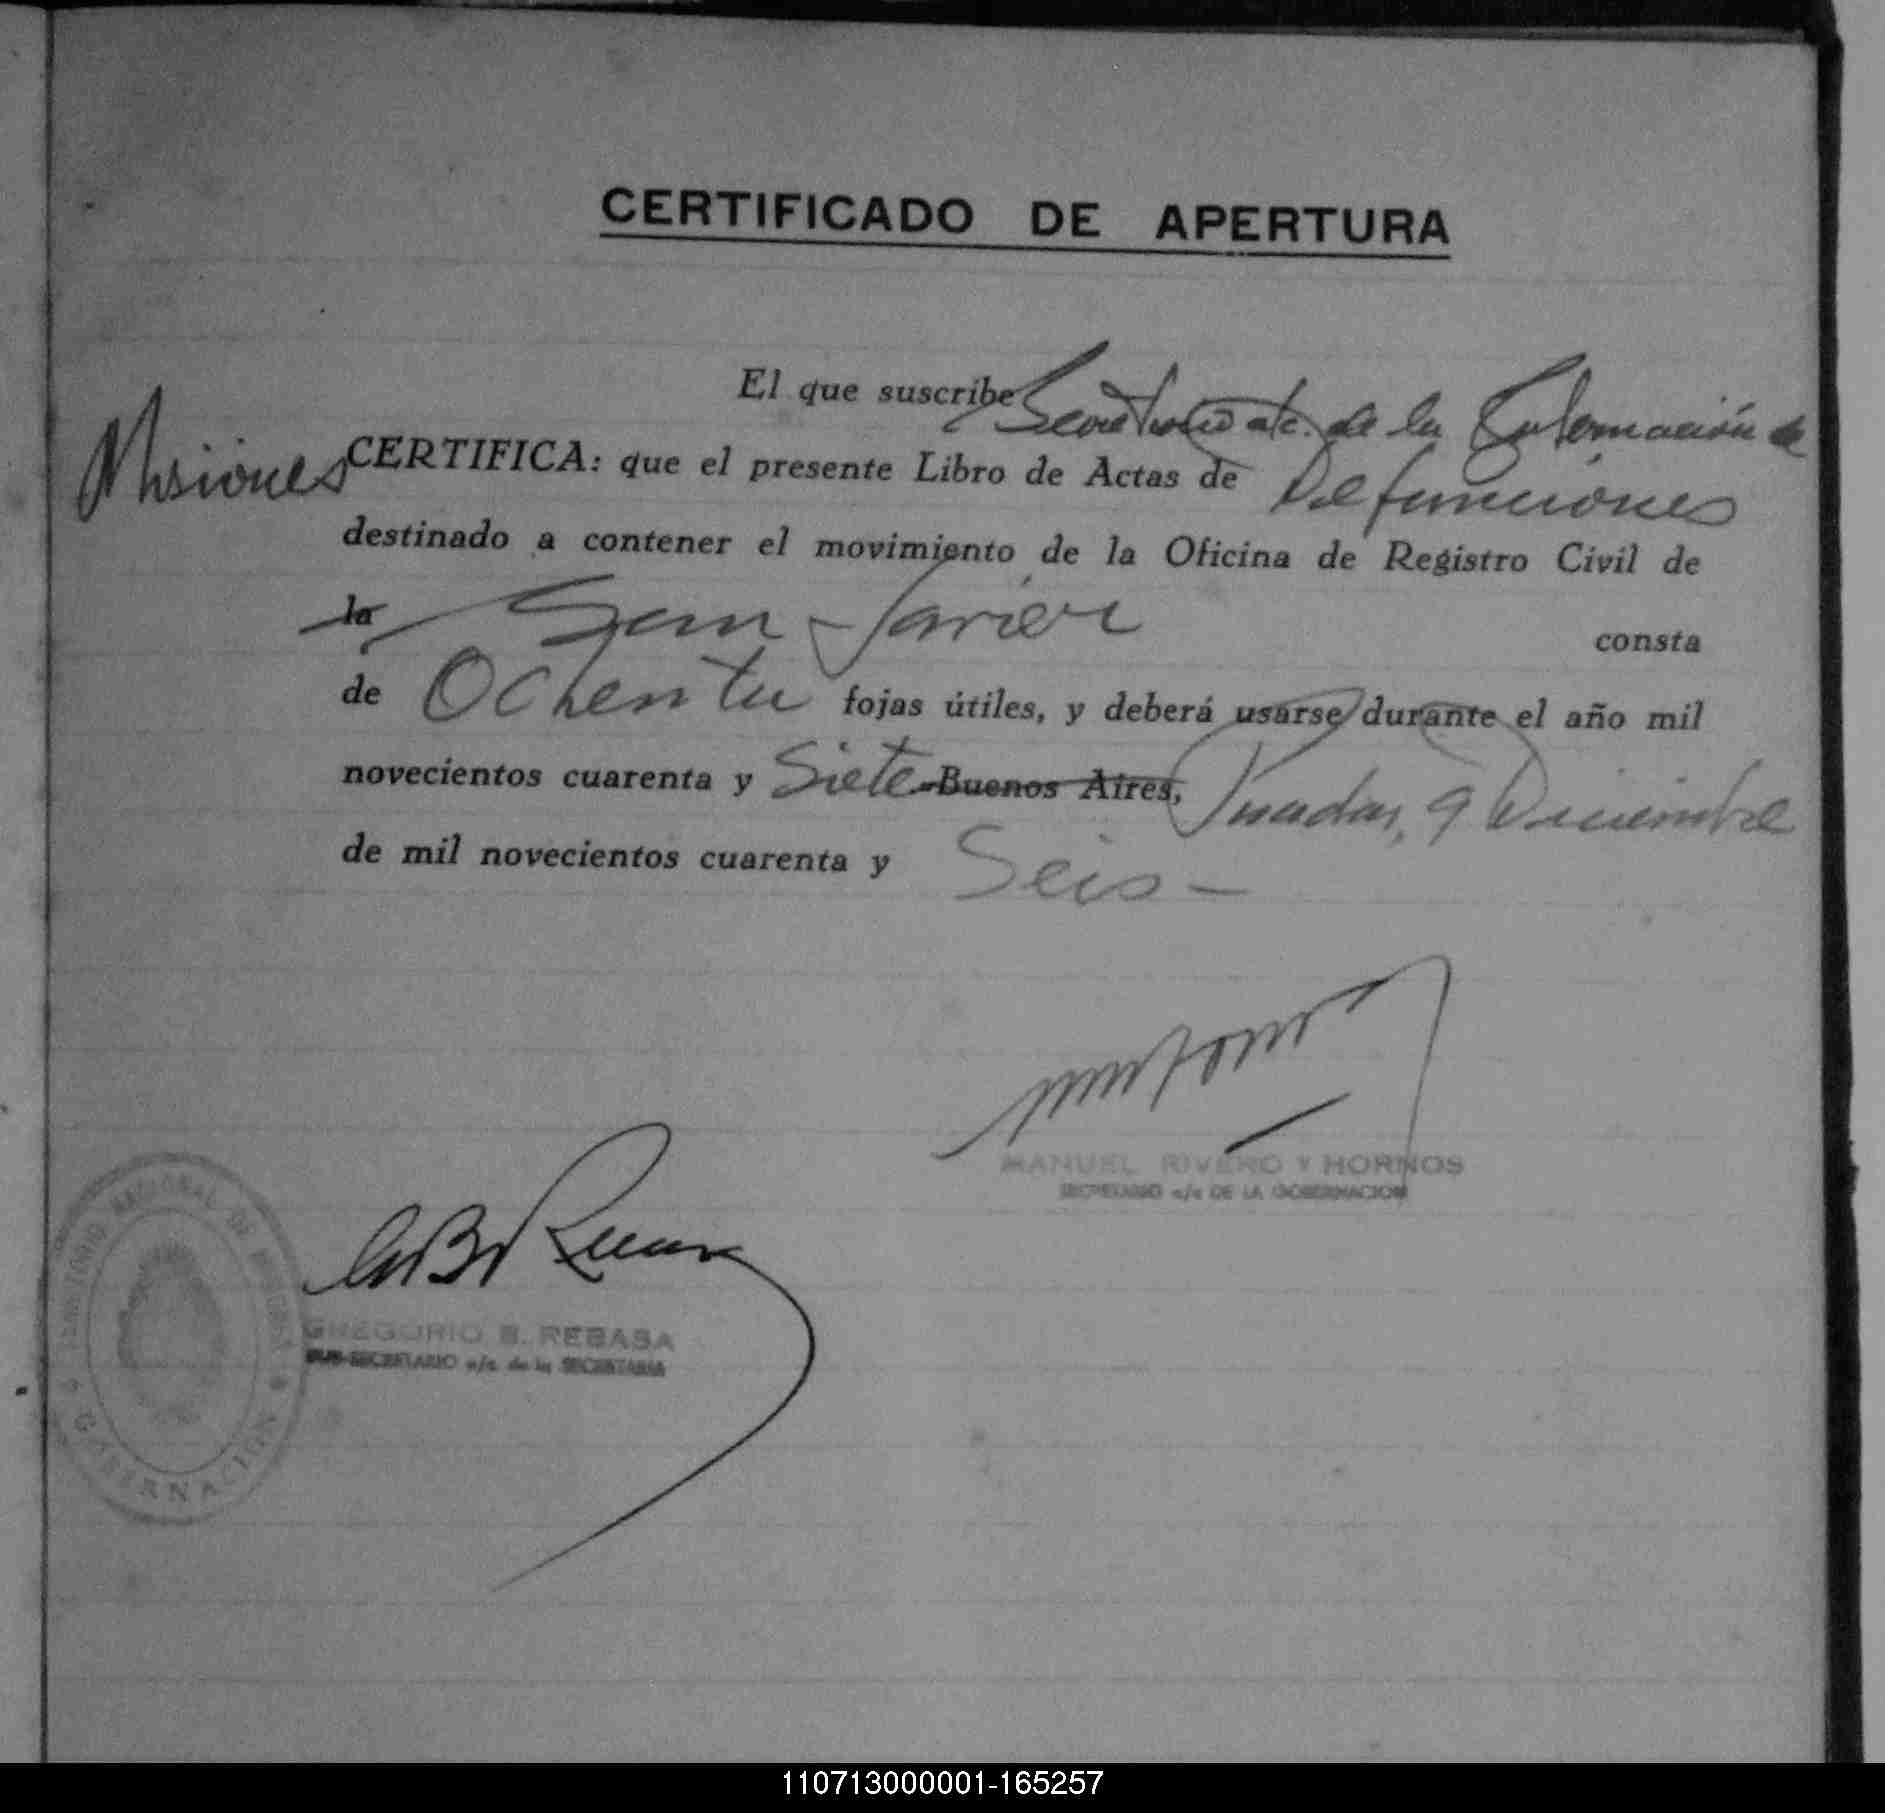 CERTIFICADO DE APERTURA
El que suscribe Secretario a/c. de la Gobernación de
Misiones CERTIFICA: que el presente Libro de Actas de Defunciones
destinado a contener el movimiento de la Oficina de Registro Civil de
la San Javier consta
de Ochenta fojas útiles, y deberá usarse durante el año mil
novecientos cuarenta y Siete Buenos Aires, Posadas, 9 Diciembre
de mil novecientos cuarenta y Seis -
MANUEL RIVERO Y HORNOS
SECRETARIO a/c DE LA GOBERNACION
GREGORIO B. REBASA
SUB-SECRETARIO a/c de la SECRETARIA
TERRITORIO NACIONAL DE MISIONES
GOBERNACION
110713000001-165257